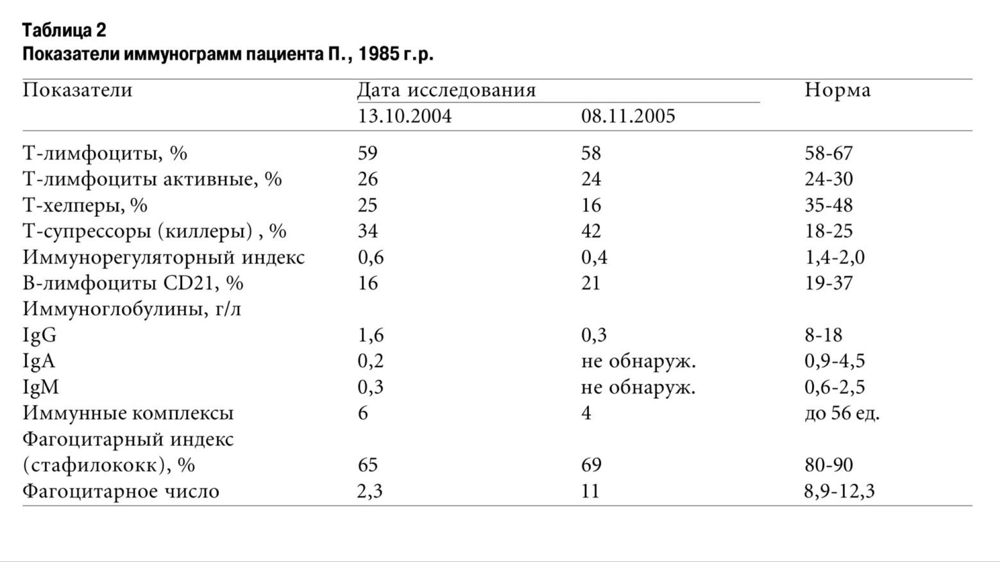 Таблица 2
Показатели иммунограмм пациента П., 1985 г.р.
Показатели Дата исследования Норма
13.10.2004 08.11.2005
Т-лимфоциты, % 59 58 58-67
Т-лимфоциты активные, % 26 24 24-30
Т-хелперы, % 25 16 35-48
Т-супрессоры (киллеры) , % 34 42 18-25
Иммунорегуляторный индекс 0,6 0,4 1,4-2,0
В-лимфоциты CD21, % 16 21 19-37
Иммуноглобулины, г/л
IgG 1,6 0,3 8-18
IgA 0,2 не обнаруж. 0,9-4,5
IgM 0,3 не обнаруж. 0,6-2,5
Иммунные комплексы 6 4 до 56 ед.
Фагоцитарный индекс
(стафилококк), % 65 69 80-90
Фагоцитарное число 2,3 11 8,9-12,3